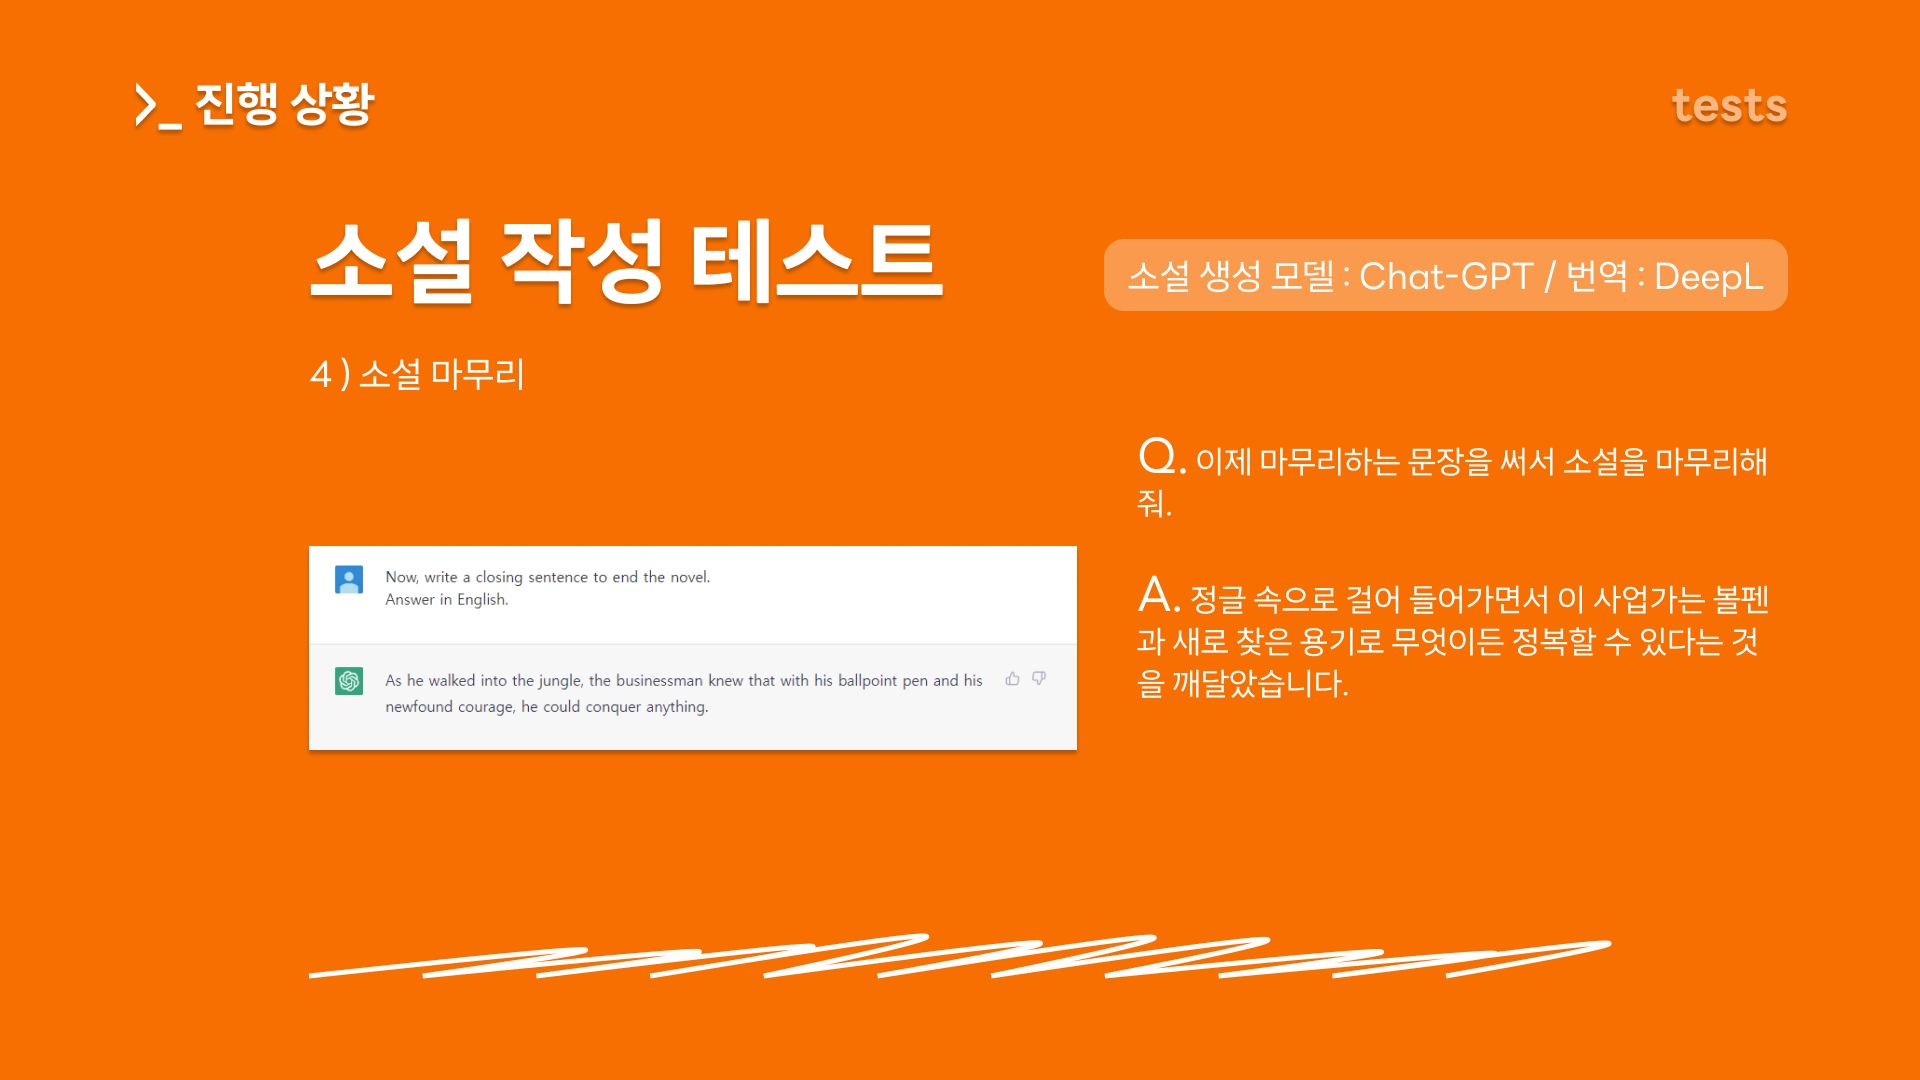 >_ 진행 상황
tests
소설 작성 테스트
소설 생성 모델 : Chat-GPT / 번역 : DeepL
4 ) 소설 마무리
Now, write a closing sentence to end the novel.
Answer in English.
As he walked into the jungle, the businessman knew that with his ballpoint pen and his
newfound courage, he could conquer anything.
Q. 이제 마무리하는 문장을 써서 소설을 마무리해
줘.
A. 정글 속으로 걸어 들어가면서 이 사업가는 볼펜
과 새로 찾은 용기로 무엇이든 정복할 수 있다는 것
을 깨달았습니다.